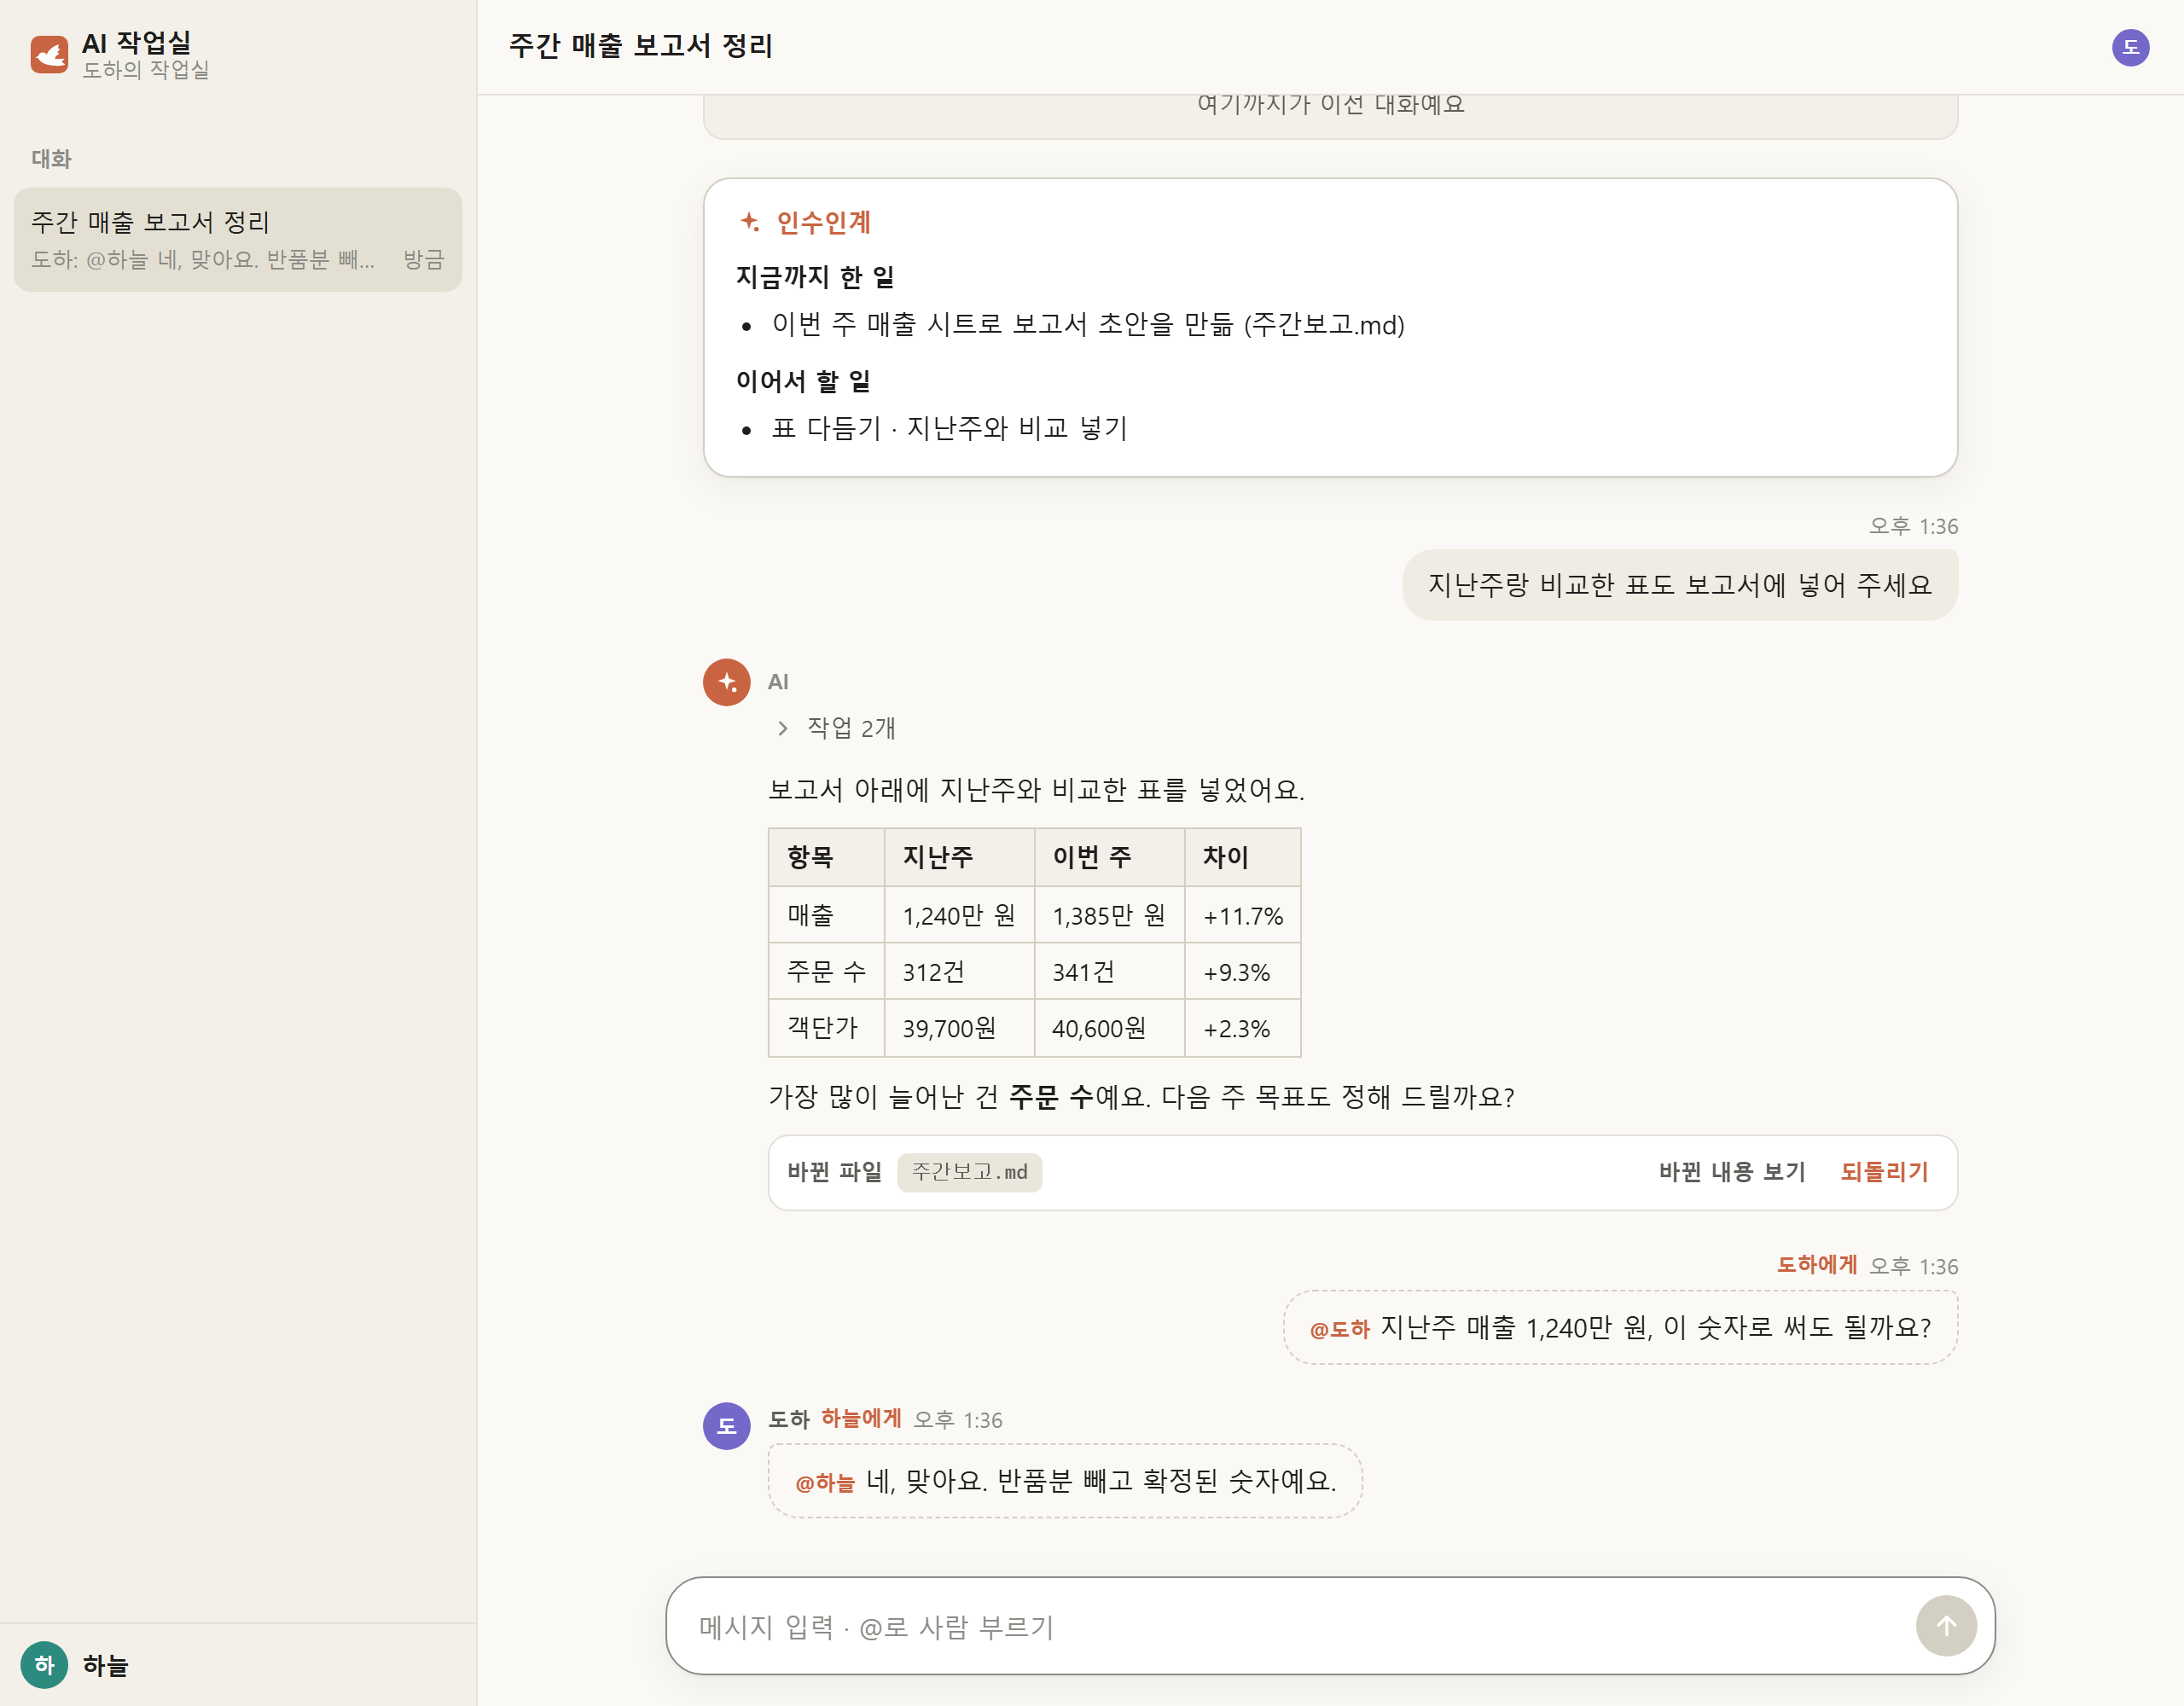 AI 작업실
도하의 작업실
대화
주간 매출 보고서 정리
도하: @하늘 네, 맞아요. 반품분 빼... 방금
하 하늘
주간 매출 보고서 정리
도
여기까지가 이전 대화예요
인수인계
지금까지 한 일
• 이번 주 매출 시트로 보고서 초안을 만듦 (주간보고.md)
이어서 할 일
• 표 다듬기 · 지난주와 비교 넣기
오후 1:36
지난주랑 비교한 표도 보고서에 넣어 주세요
AI
작업 2개
보고서 아래에 지난주와 비교한 표를 넣었어요.
항목 지난주 이번 주 차이
매출 1,240만 원 1,385만 원 +11.7%
주문 수 312건 341건 +9.3%
객단가 39,700원 40,600원 +2.3%
가장 많이 늘어난 건 주문 수예요. 다음 주 목표도 정해 드릴까요?
바뀐 파일 주간보고.md 바뀐 내용 보기 되돌리기
도하에게 오후 1:36
@도하 지난주 매출 1,240만 원, 이 숫자로 써도 될까요?
도 도하 하늘에게 오후 1:36
@하늘 네, 맞아요. 반품분 빼고 확정된 숫자예요.
메시지 입력 · @로 사람 부르기